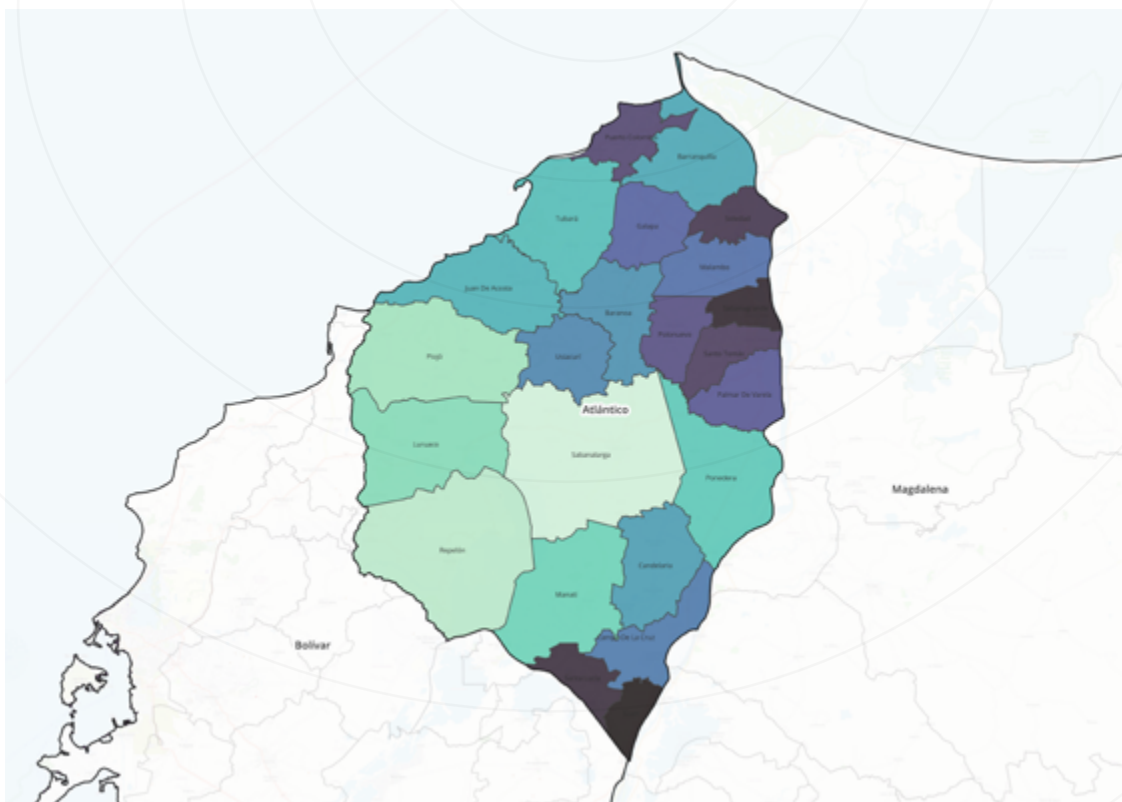 Puerto Colombia
Barranquilla
Tubará
Galapa
Soledad
Malambo
Juan De Acosta
Baranoa
Polonuevo
Santo Tomás
Piojó
Usiacurí
Palmar De Varela
Atlántico
Luruaco
Sabanalarga
Ponedera
Magdalena
Repelón
Candelaria
Manatí
Campo De La Cruz
Bolívar